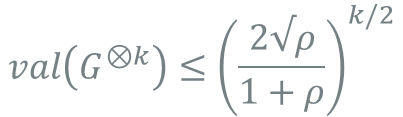 val(G^{⊗k}) ≤ (2√ρ / (1 + ρ))^{k/2}